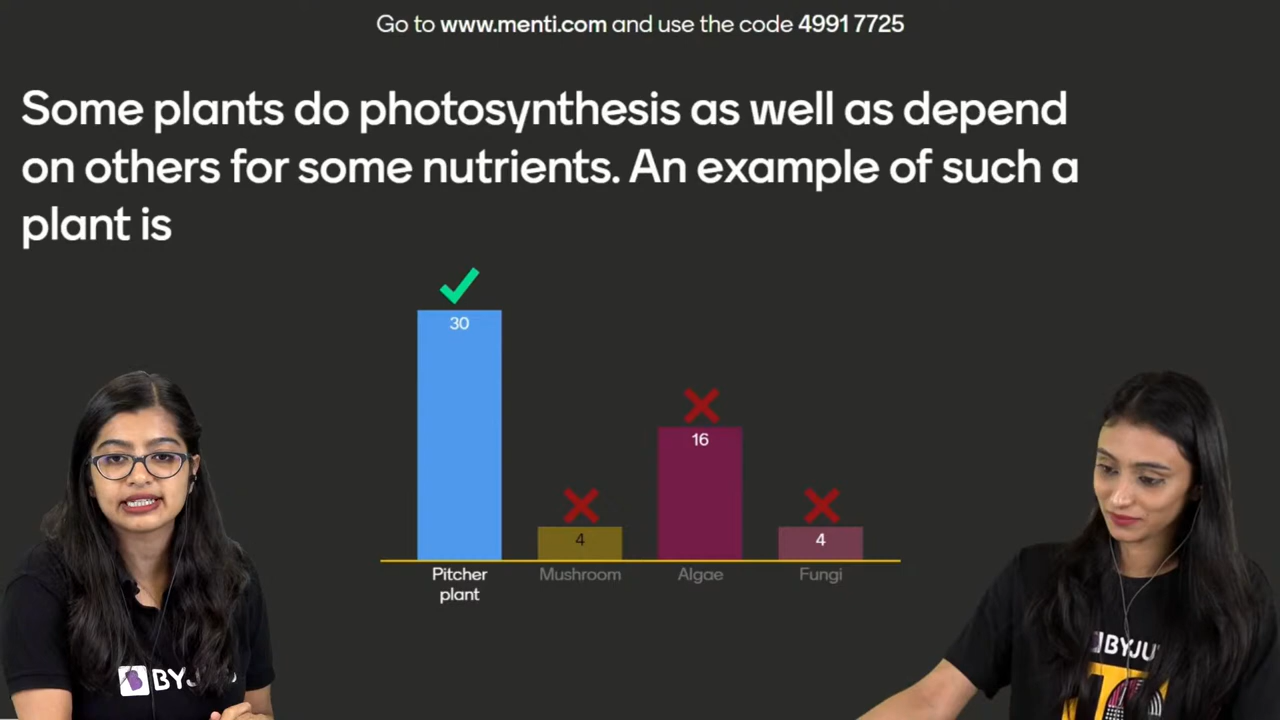 Go to www.menti.com and use the code 4991 7725
Some plants do photosynthesis as well as depend
on others for some nutrients. An example of such a
plant is
30
16
4
4
Pitcher
plant
Mushroom
Algae
Fungi
BYJU
BYJU